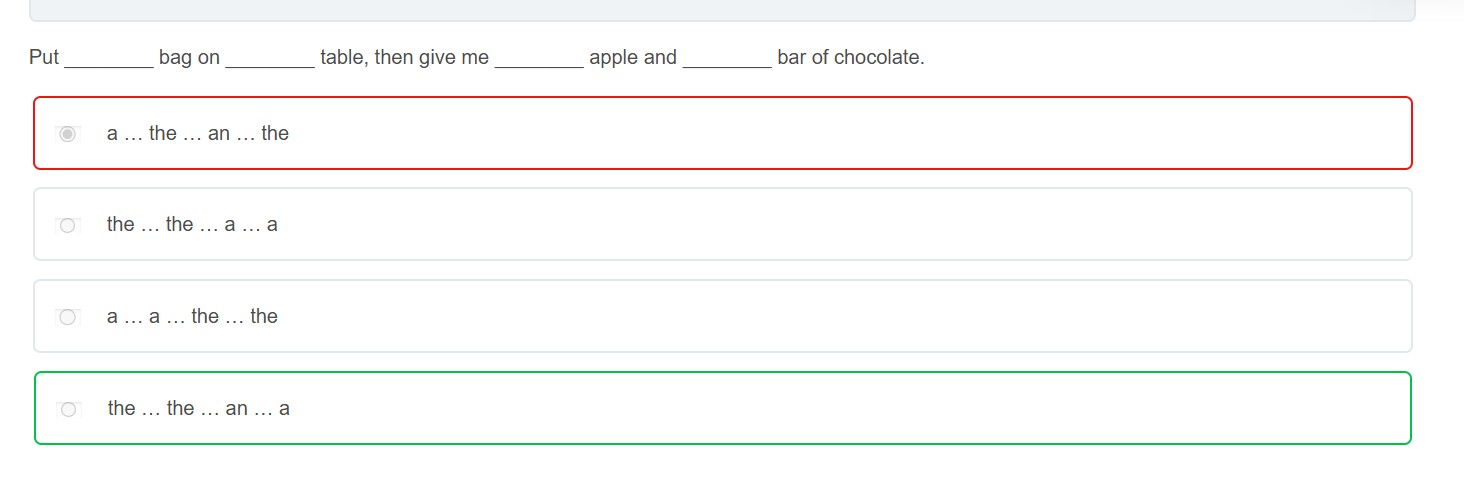 Put ________ bag on ________ table, then give me ________ apple and ________ bar of chocolate.
a … the … an … the
the … the … a … a
a … a … the … the
the … the … an … a